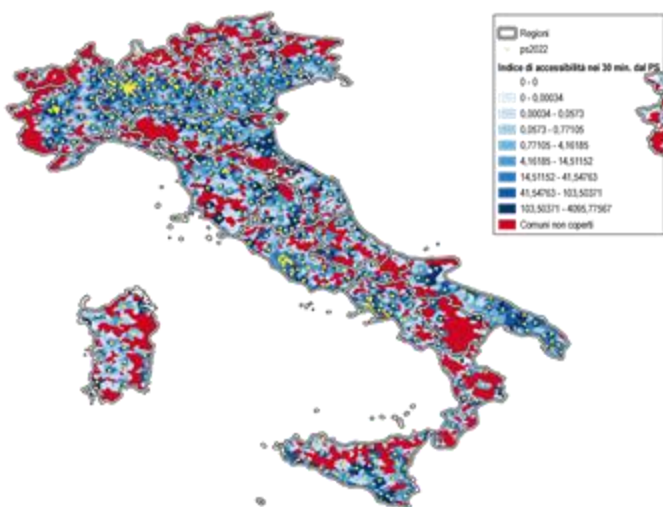 Regioni
ps2022
Indice di accessibilità nei 30 min. dal PS
0 - 0
0 - 0,00034
0,00034 - 0,0573
0,0573 - 0,77105
0,77105 - 4,16185
4,16185 - 14,51152
14,51152 - 41,54763
41,54763 - 103,50371
103,50371 - 4095,77567
Comuni non coperti